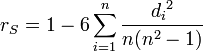 r_S = 1 - 6 \sum_{i=1}^{n} \frac{{d_i}^2}{n(n^2 - 1)}